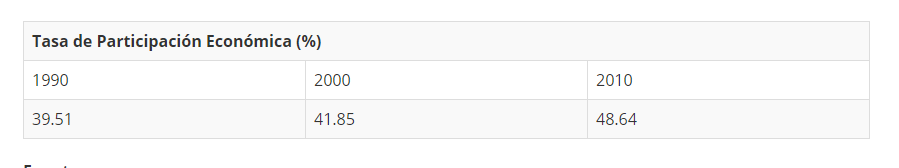 Tasa de Participación Económica (%)
1990 2000 2010
39.51 41.85 48.64